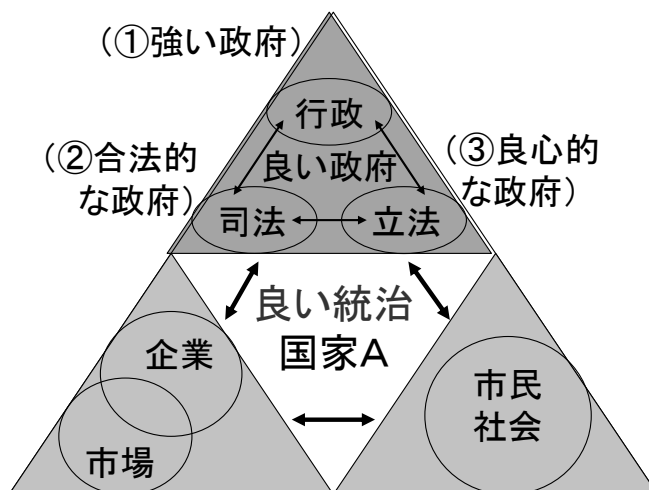 （①強い政府）
行政
（②合法的
な政府）
良い政府
（③良心的
な政府）
司法
立法
良い統治
国家A
企業
市場
市民
社会